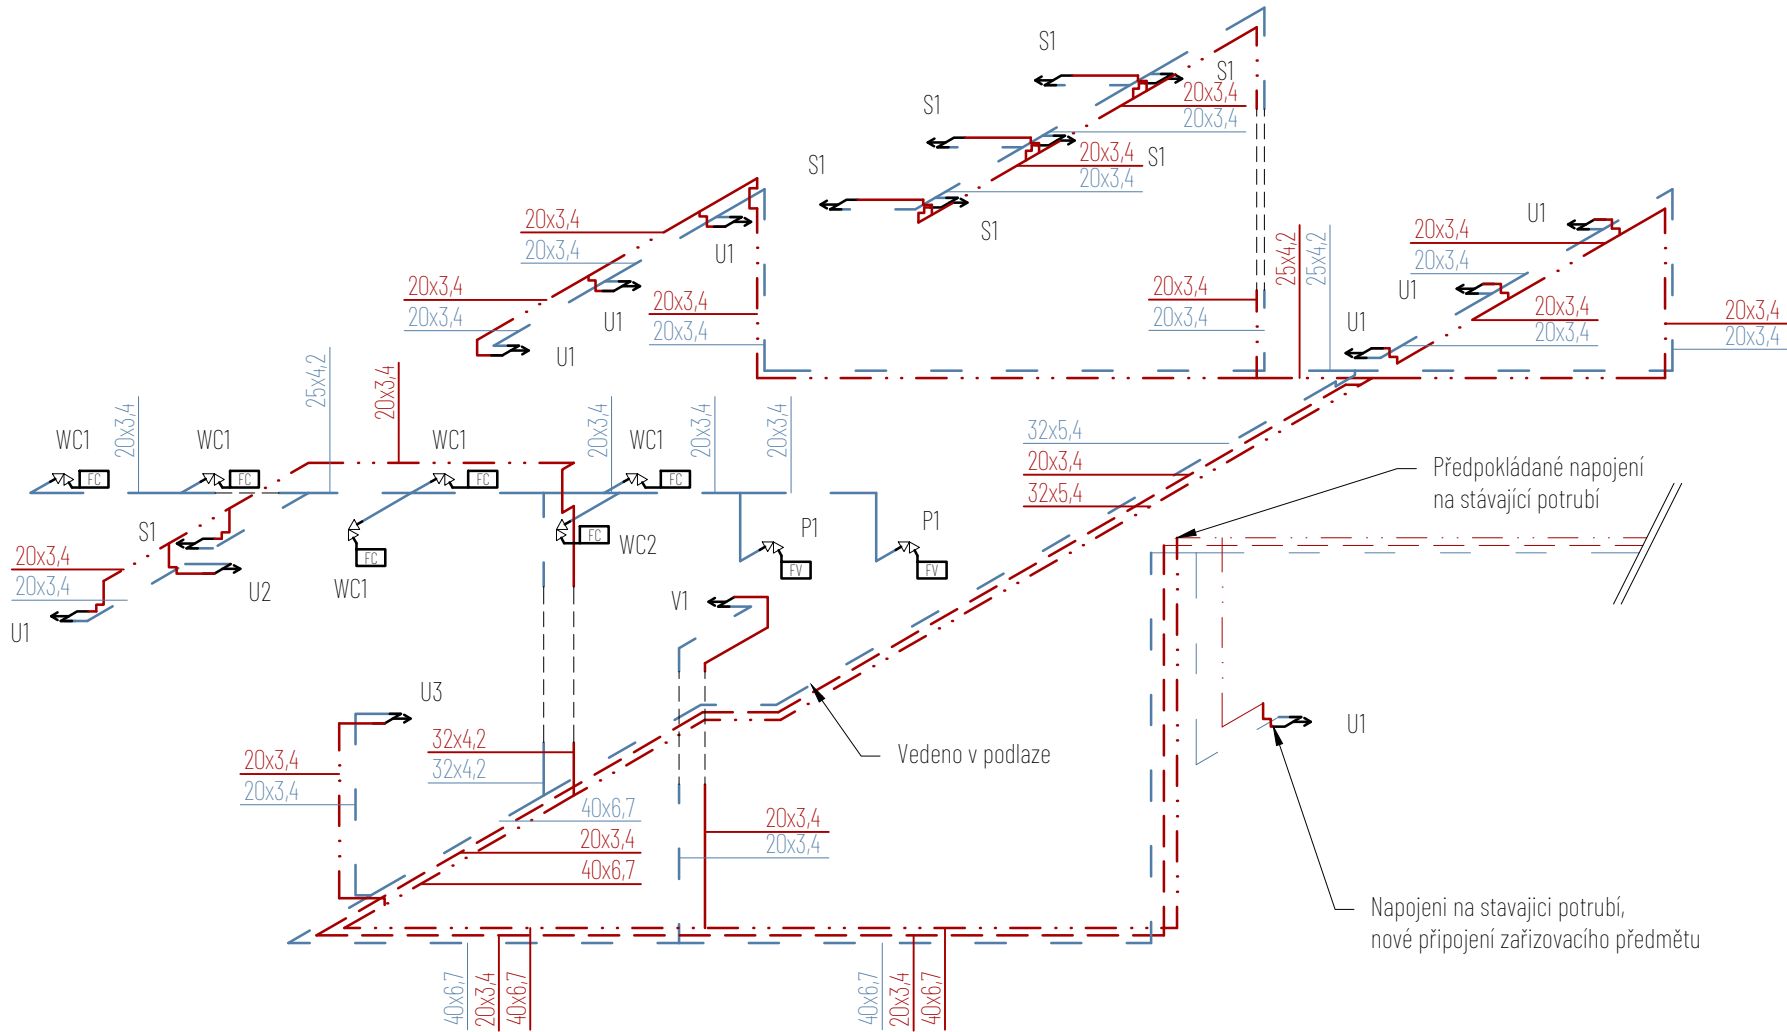 S1
S1
20x3,4
20x3,4
S1
20x3,4
20x3,4
S1
S1
S1
20x3,4
20x3,4
U1
20x3,4
20x3,4
U1
20x3,4
20x3,4
U1
20x3,4
20x3,4
25x4,2
25x4,2
U1
20x3,4
20x3,4
U1
20x3,4
20x3,4
U1
20x3,4
20x3,4
20x3,4
20x3,4
25x4,2
20x3,4
20x3,4
20x3,4
20x3,4
20x3,4
WC1
WC1
WC1
WC1
FC
FC
FC
FC
32x5,4
20x3,4
32x5,4
Předpokládané napojení
na stávající potrubí
S1
FC
WC1
FC
WC2
P1
FV
P1
FV
20x3,4
20x3,4
U2
U1
V1
U3
32x4,2
32x4,2
20x3,4
20x3,4
Vedeno v podlaze
U1
40x6,7
20x3,4
40x6,7
20x3,4
20x3,4
Napojeni na stavajici potrubí,
nové připojení zařizovacího předmětu
40x6,7
20x3,4
40x6,7
40x6,7
20x3,4
40x6,7